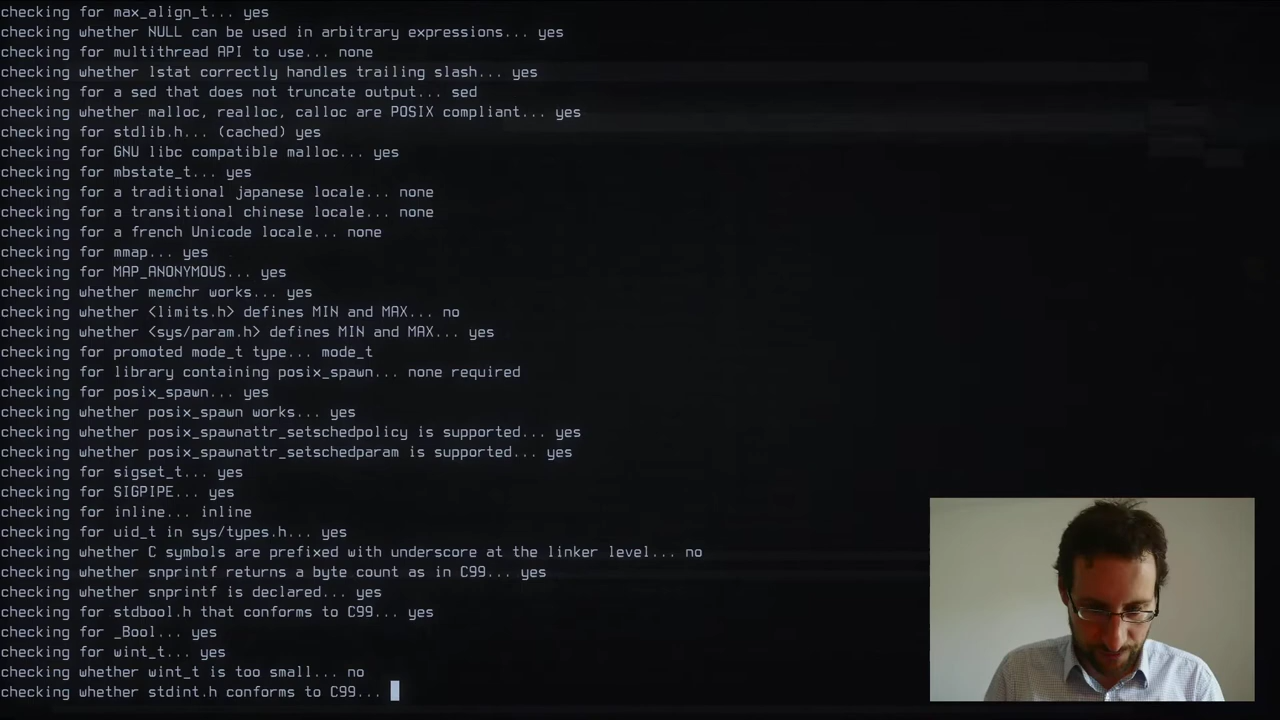 checking for max_align_t... yes
checking whether NULL can be used in arbitrary expressions... yes
checking for multithread API to use... none
checking whether lstat correctly handles trailing slash... yes
checking for a sed that does not truncate output... sed
checking whether malloc, realloc, calloc are POSIX compliant... yes
checking for stdlib.h... (cached) yes
checking for GNU libc compatible malloc... yes
checking for mbstate_t... yes
checking for a traditional japanese locale... none
checking for a transitional chinese locale... none
checking for a french Unicode locale... none
checking for mmap... yes
checking for MAP_ANONYMOUS... yes
checking whether memchr works... yes
checking whether <limits.h> defines MIN and MAX... no
checking whether <sys/param.h> defines MIN and MAX... yes
checking for promoted mode_t type... mode_t
checking for library containing posix_spawn... none required
checking for posix_spawn... yes
checking whether posix_spawn works... yes
checking whether posix_spawnattr_setschedpolicy is supported... yes
checking whether posix_spawnattr_setschedparam is supported... yes
checking for sigset_t... yes
checking for SIGPIPE... yes
checking for inline... inline
checking for uid_t in sys/types.h... yes
checking whether C symbols are prefixed with underscore at the linker level... no
checking whether snprintf returns a byte count as in C99... yes
checking whether snprintf is declared... yes
checking for stdbool.h that conforms to C99... yes
checking for _Bool... yes
checking for wint_t... yes
checking whether wint_t is too small... no
checking whether stdint.h conforms to C99...